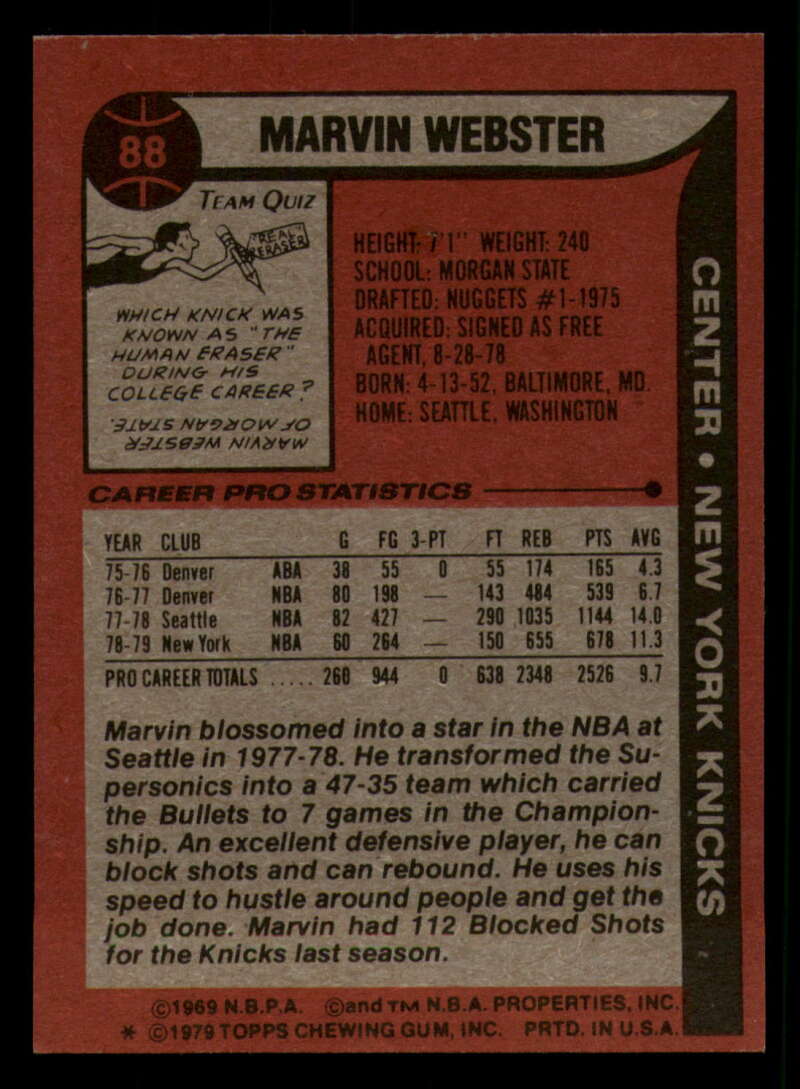 88
MARVIN WEBSTER
TEAM QUIZ
REAL ERASER
WHICH KNICK WAS
KNOWN AS "THE
HUMAN ERASER"
DURING HIS
COLLEGE CAREER?
MARVIN WEBSTER
OF MORGAN STATE.
HEIGHT: 7'1" WEIGHT: 240
SCHOOL: MORGAN STATE
DRAFTED: NUGGETS #1-1975
ACQUIRED: SIGNED AS FREE
AGENT, 8-28-78
BORN: 4-13-52, BALTIMORE, MD.
HOME: SEATTLE, WASHINGTON
CENTER • NEW YORK KNICKS
CAREER PRO STATISTICS
YEAR CLUB G FG 3-PT FT REB PTS AVG
75-76 Denver ABA 38 55 0 55 174 165 4.3
76-77 Denver NBA 80 198 — 143 484 539 6.7
77-78 Seattle NBA 82 427 — 290 1035 1144 14.0
78-79 New York NBA 60 264 — 150 655 678 11.3
PRO CAREER TOTALS ..... 260 944 0 638 2348 2526 9.7
Marvin blossomed into a star in the NBA at
Seattle in 1977-78. He transformed the Su-
personics into a 47-35 team which carried
the Bullets to 7 games in the Champion-
ship. An excellent defensive player, he can
block shots and can rebound. He uses his
speed to hustle around people and get the
job done. Marvin had 112 Blocked Shots
for the Knicks last season.
©1969 N.B.P.A. ©and TM N.B.A. PROPERTIES, INC.
* ©1979 TOPPS CHEWING GUM, INC. PRTD. IN U.S.A.